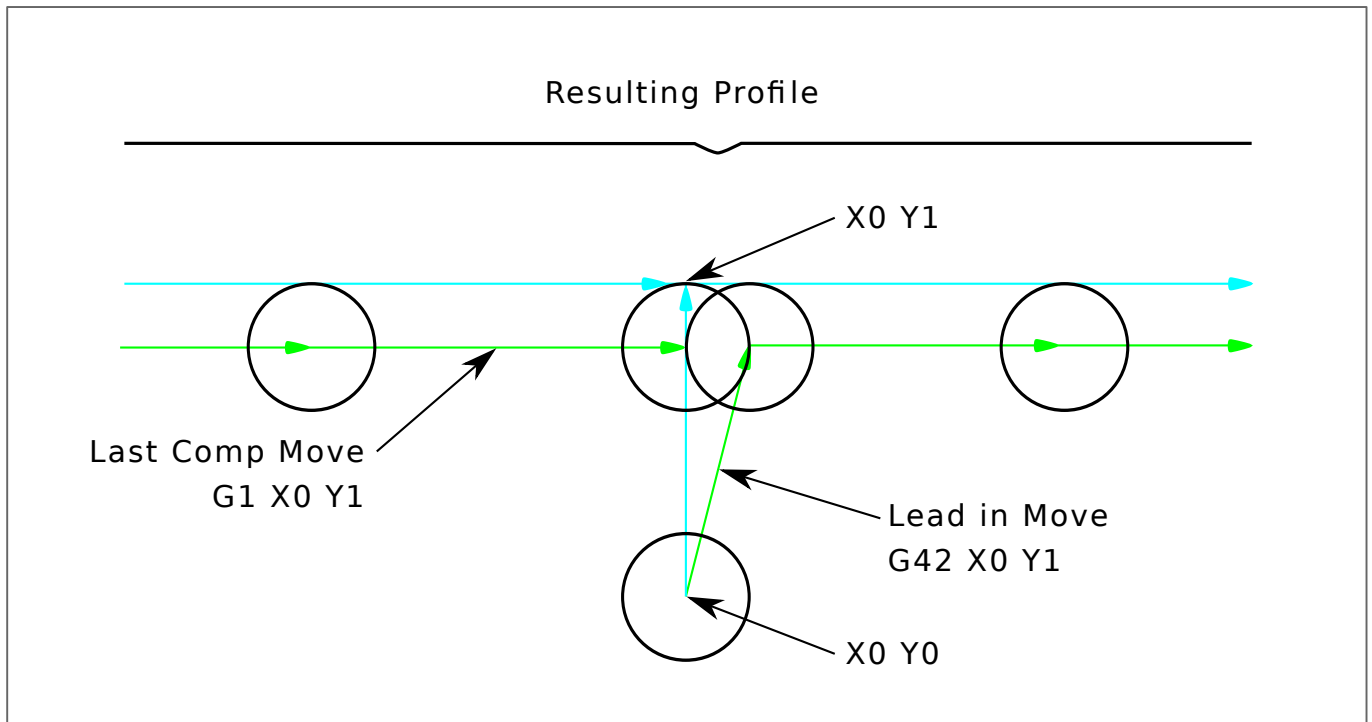 Resulting Profile
X0 Y1
Last Comp Move
G1 X0 Y1
Lead in Move
G42 X0 Y1
X0 Y0